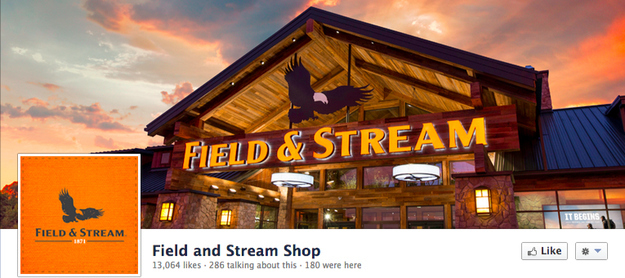 FIELD & STREAM
IT BEGINS
FIELD & STREAM
1871
Field and Stream Shop
13,064 likes · 286 talking about this · 180 were here
Like